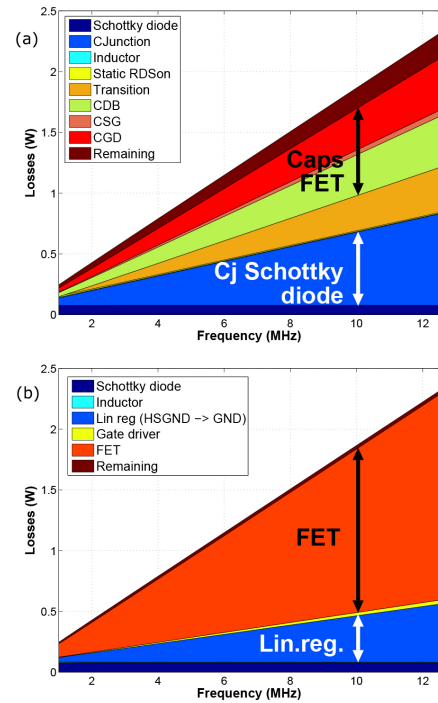 (a)
2.5
2
1.5
1
0.5
0
Losses (W)
Schottky diode
CJunction
Inductor
Static RDSon
Transition
CDB
CSG
CGD
Remaining
Caps
FET
Cj Schottky
diode
2 4 6 8 10 12
Frequency (MHz)
(b)
2.5
2
1.5
1
0.5
0
Losses (W)
Schottky diode
Inductor
Lin reg (HSGND −> GND)
Gate driver
FET
Remaining
FET
Lin.reg.
2 4 6 8 10 12
Frequency (MHz)